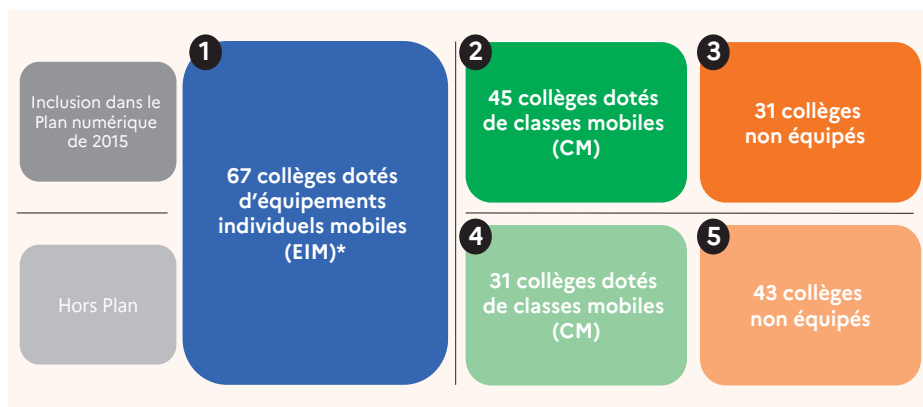 1
2
3
Inclusion dans le
Plan numérique
de 2015
67 collèges dotés
d’équipements
individuels mobiles
(EIM)*
45 collèges dotés
de classes mobiles
(CM)
31 collèges
non équipés
4
5
Hors Plan
31 collèges dotés
de classes mobiles
(CM)
43 collèges
non équipés